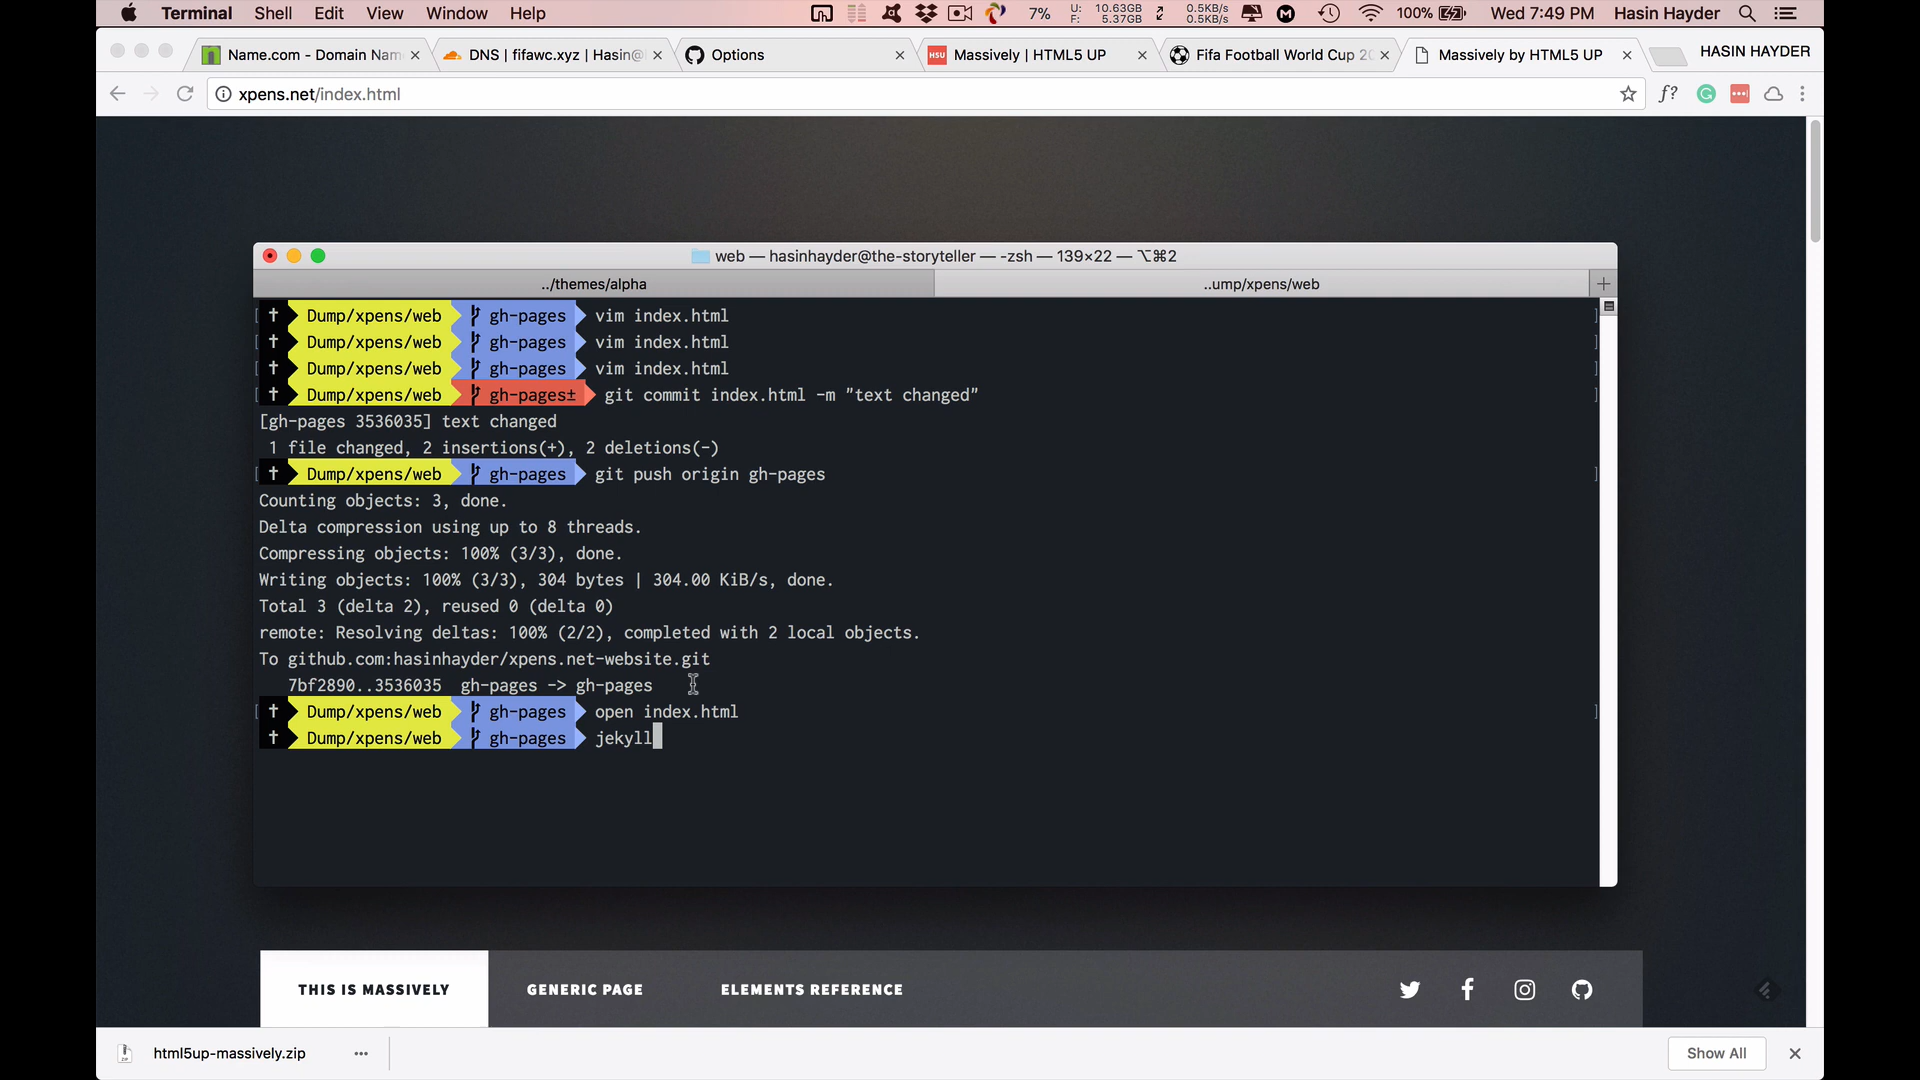 Terminal Shell Edit View Window Help 7% U: 10.63GB F: 5.37GB 0.5KB/s 0.5KB/s 100% Wed 7:49 PM Hasin Hayder
Name.com - Domain Nam DNS | fifawc.xyz | Hasin@ Options Massively | HTML5 UP Fifa Football World Cup 20 Massively by HTML5 UP HASIN HAYDER
xpens.net/index.html f?
web — hasinhayder@the-storyteller — -zsh — 139×22 — ⌥⌘2
../themes/alpha ..ump/xpens/web
Dump/xpens/web gh-pages vim index.html
Dump/xpens/web gh-pages vim index.html
Dump/xpens/web gh-pages vim index.html
Dump/xpens/web gh-pages± git commit index.html -m "text changed"
[gh-pages 3536035] text changed
1 file changed, 2 insertions(+), 2 deletions(-)
Dump/xpens/web gh-pages git push origin gh-pages
Counting objects: 3, done.
Delta compression using up to 8 threads.
Compressing objects: 100% (3/3), done.
Writing objects: 100% (3/3), 304 bytes | 304.00 KiB/s, done.
Total 3 (delta 2), reused 0 (delta 0)
remote: Resolving deltas: 100% (2/2), completed with 2 local objects.
To github.com:hasinhayder/xpens.net-website.git
7bf2890..3536035 gh-pages -> gh-pages
Dump/xpens/web gh-pages open index.html
Dump/xpens/web gh-pages jekyll
THIS IS MASSIVELY GENERIC PAGE ELEMENTS REFERENCE
html5up-massively.zip Show All